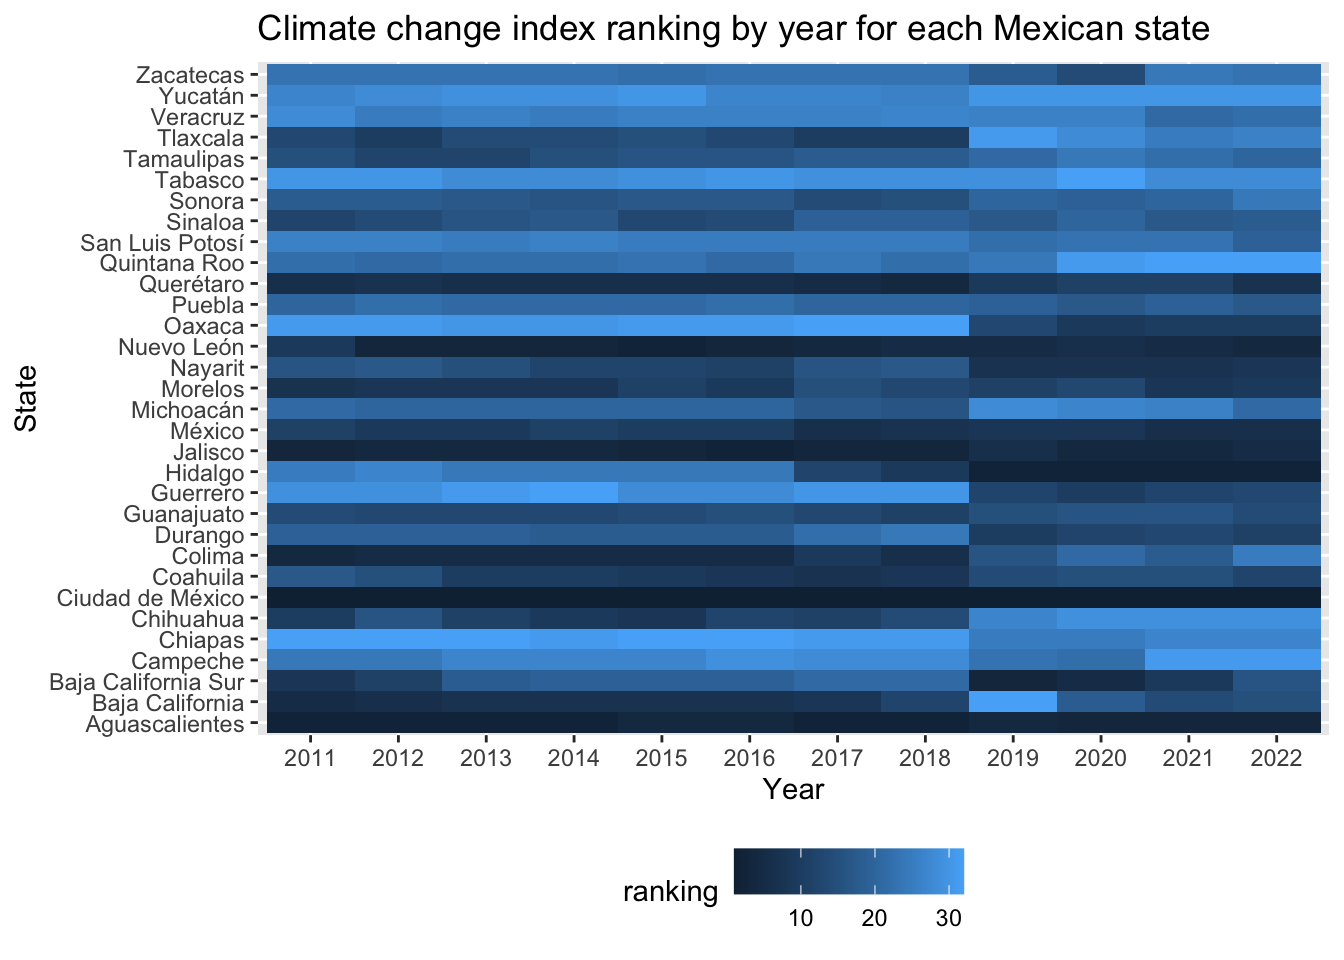 Climate change index ranking by year for each Mexican state
State
Zacatecas
Yucatán
Veracruz
Tlaxcala
Tamaulipas
Tabasco
Sonora
Sinaloa
San Luis Potosí
Quintana Roo
Querétaro
Puebla
Oaxaca
Nuevo León
Nayarit
Morelos
Michoacán
México
Jalisco
Hidalgo
Guerrero
Guanajuato
Durango
Colima
Coahuila
Ciudad de México
Chihuahua
Chiapas
Campeche
Baja California Sur
Baja California
Aguascalientes
2011 2012 2013 2014 2015 2016 2017 2018 2019 2020 2021 2022
Year
ranking
10 20 30